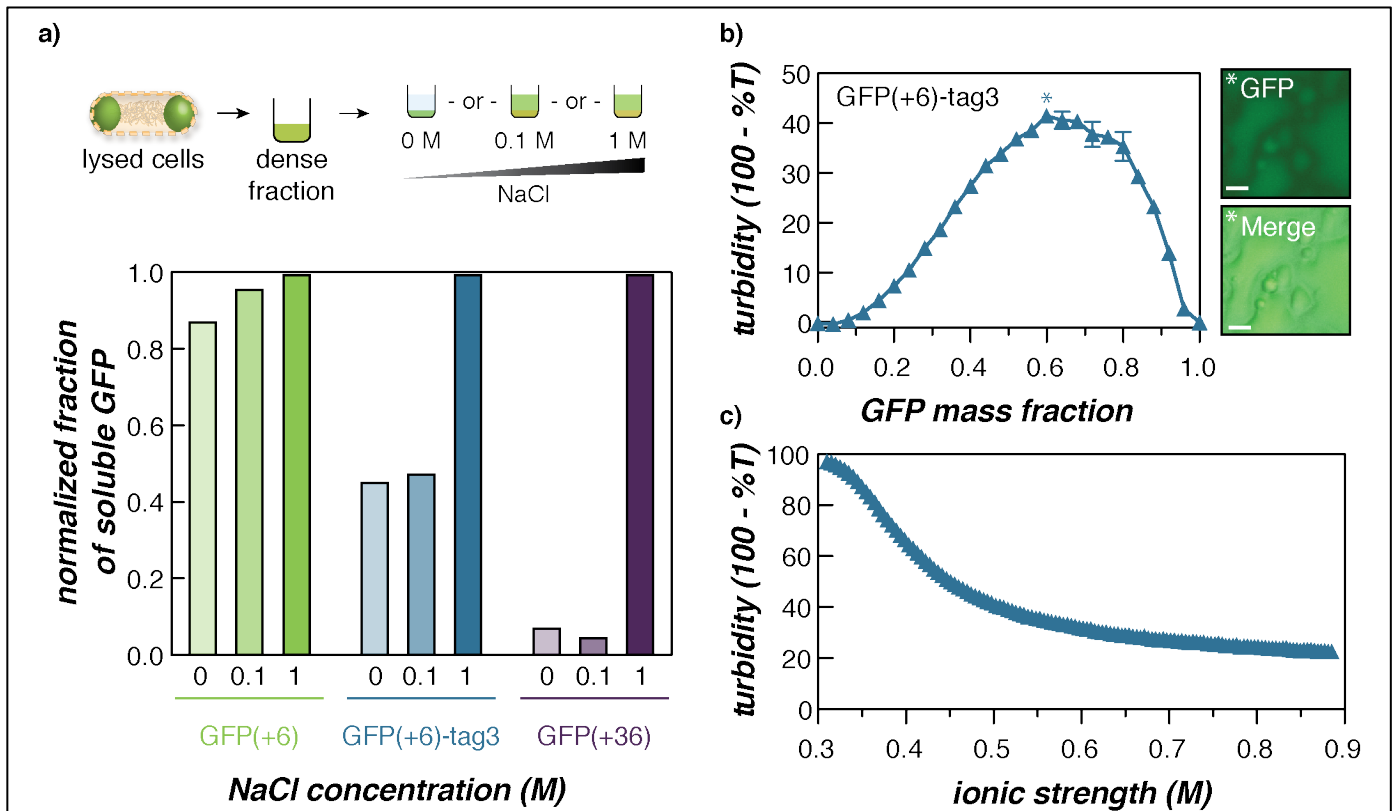 a)
lysed cells
dense
fraction
- or -
- or -
0 M
0.1 M
1 M
NaCl
normalized fraction
of soluble GFP
1.0
0.8
0.6
0.4
0.2
0.0
0 0.1 1
0 0.1 1
0 0.1 1
GFP(+6)
GFP(+6)-tag3
GFP(+36)
NaCl concentration (M)
b)
turbidity (100 - %T)
50
40
30
20
10
0
GFP(+6)-tag3
*
0.0 0.2 0.4 0.6 0.8 1.0
GFP mass fraction
*GFP
*Merge
c)
turbidity (100 - %T)
100
80
60
40
20
0
0.3 0.4 0.5 0.6 0.7 0.8 0.9
ionic strength (M)